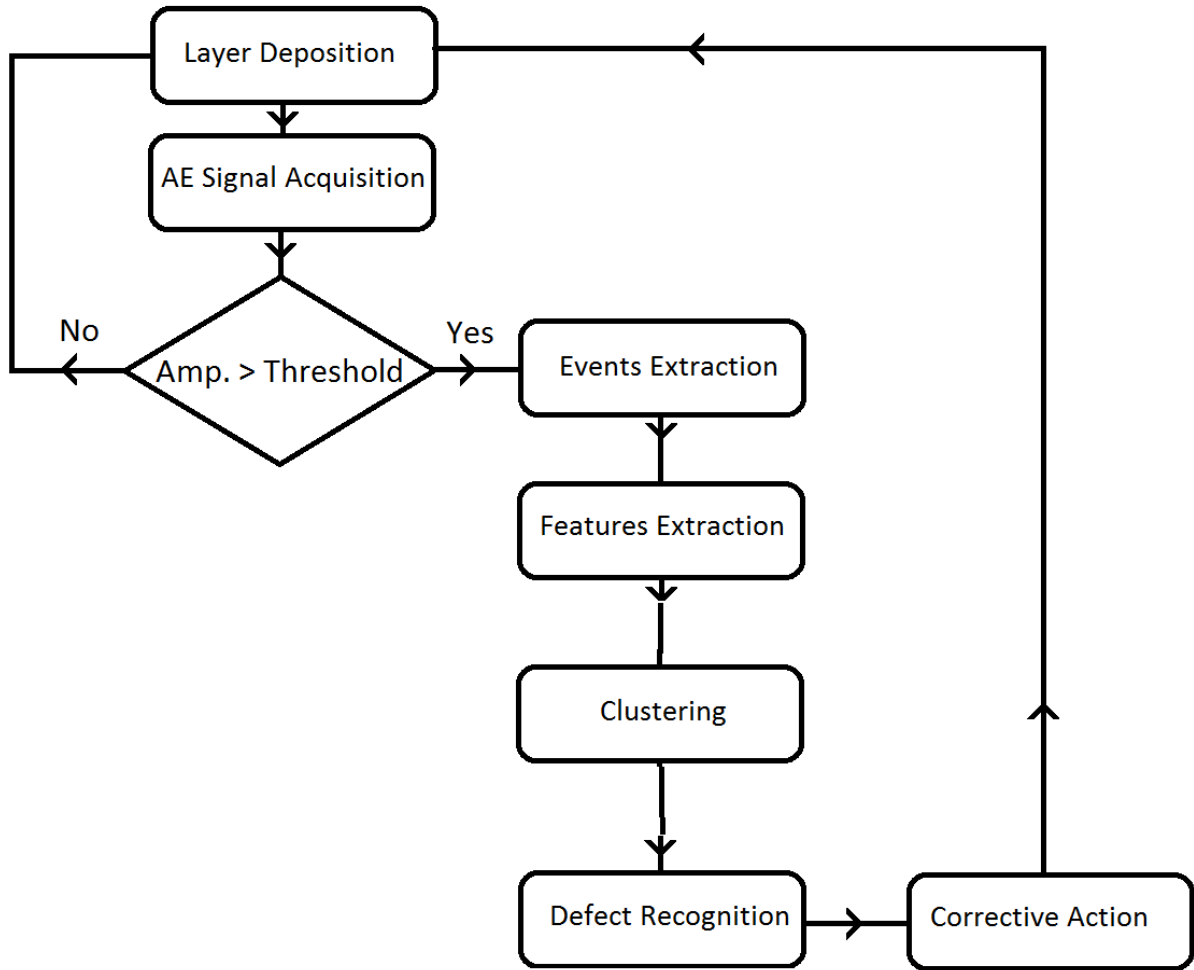 Layer Deposition
AE Signal Acquisition
No
Amp. > Threshold
Yes
Events Extraction
Features Extraction
Clustering
Defect Recognition
Corrective Action